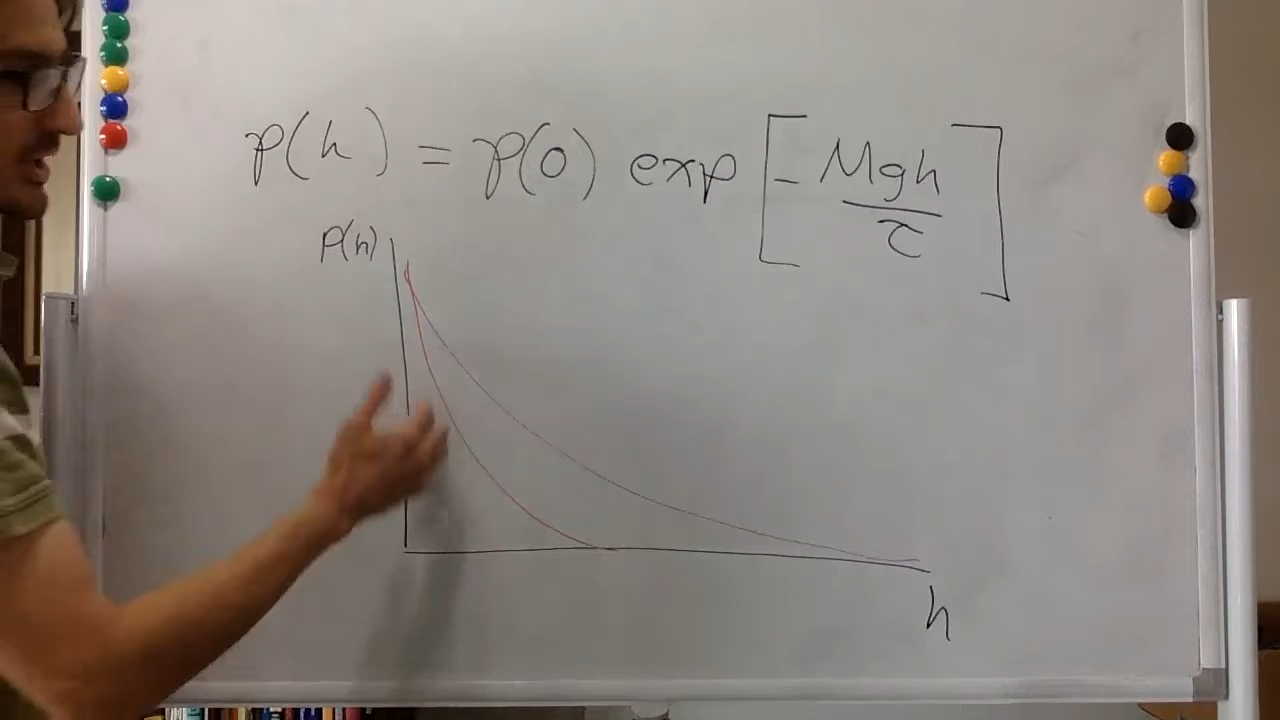 p(h) = p(0) exp [ - Mgh / τ ]
p(h)
h